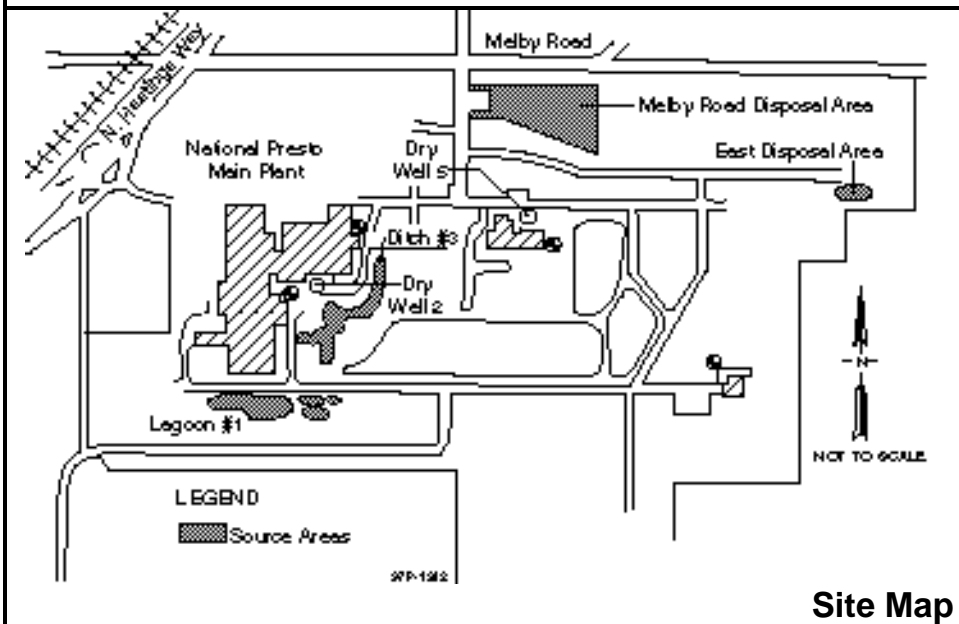 Melby Road
N. Hastings Way
Melby Road Disposal Area
National Presto
Main Plant
Dry
Well 5
East Disposal Area
Ditch #3
Dry
Well 2
N
NOT TO SCALE
Lagoon #1
LEGEND
Source Areas
Site Map